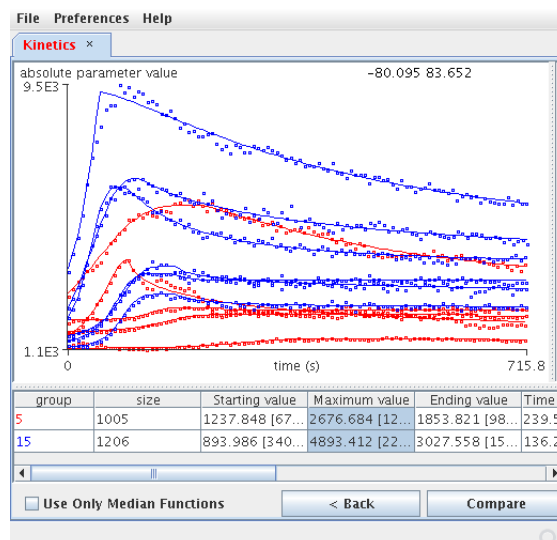 File Preferences Help
Kinetics ×
absolute parameter value -80.095 83.652
9.5E3
1.1E3
0 time (s) 715.8
group size Starting value Maximum value Ending value Time
5 1005 1237.848 [67... 2676.684 [12... 1853.821 [98... 239.5
15 1206 893.986 [340... 4893.412 [22... 3027.558 [15... 136.2
Use Only Median Functions < Back Compare